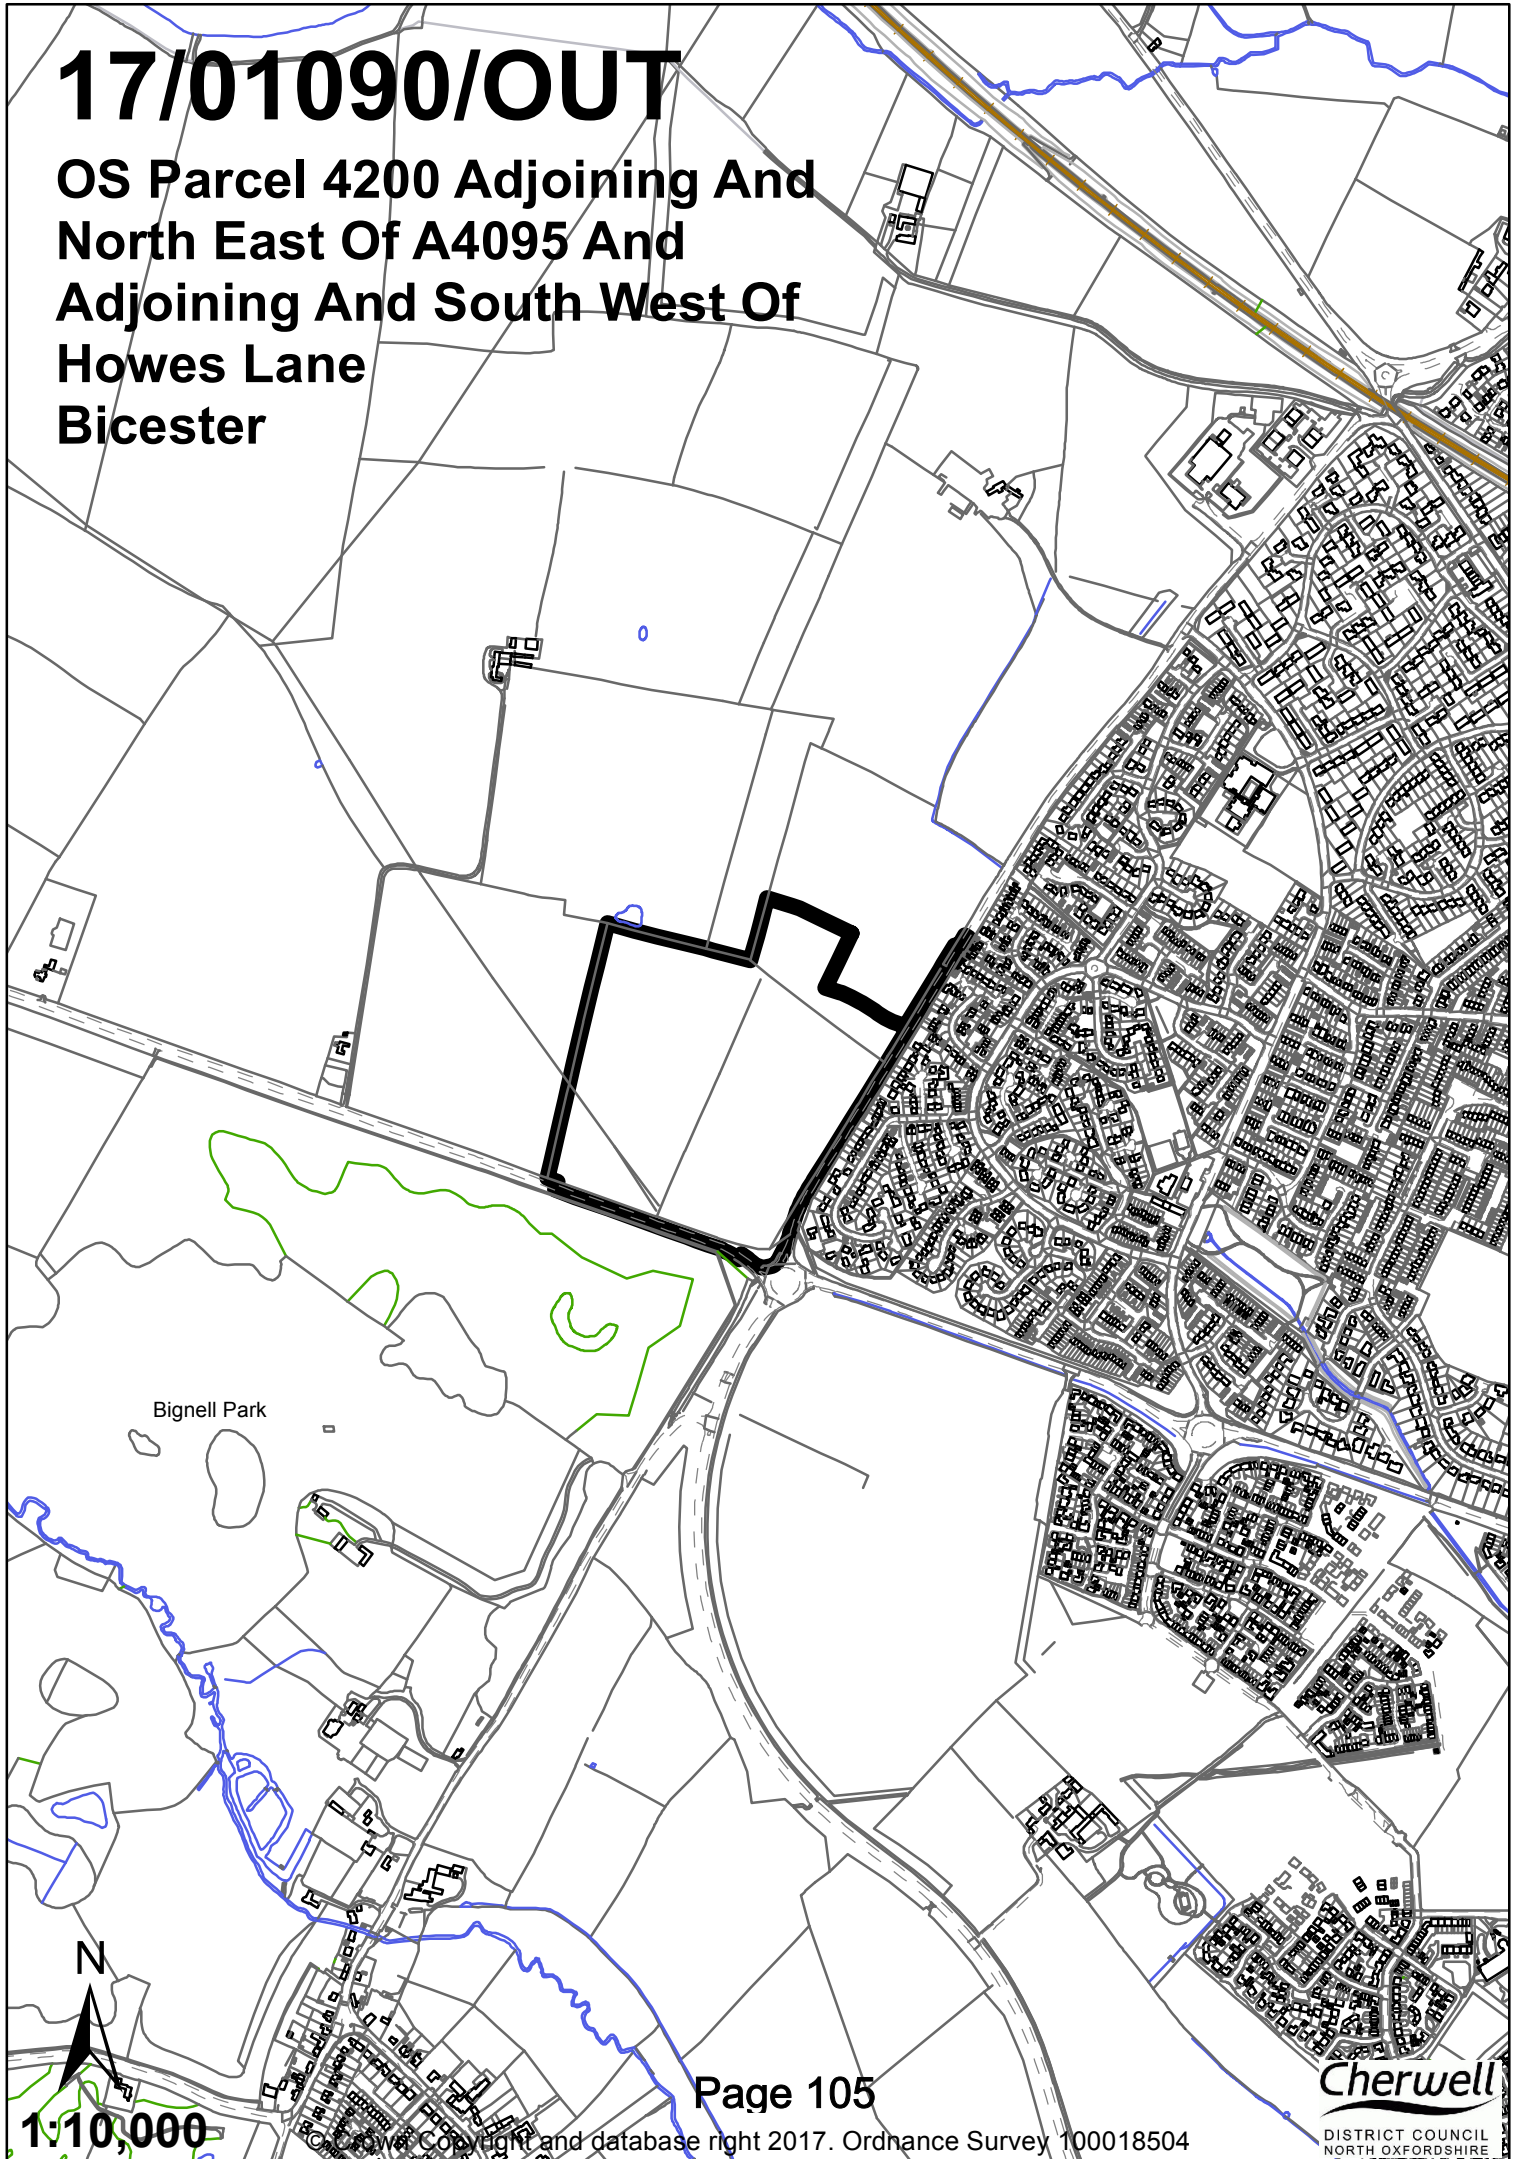 17/01090/OUT
OS Parcel 4200 Adjoining And
North East Of A4095 And
Adjoining And South West Of
Howes Lane
Bicester
Bignell Park
N
1:10,000
Page 105
© Crown Copyright and database right 2017. Ordnance Survey 100018504
Cherwell
DISTRICT COUNCIL
NORTH OXFORDSHIRE